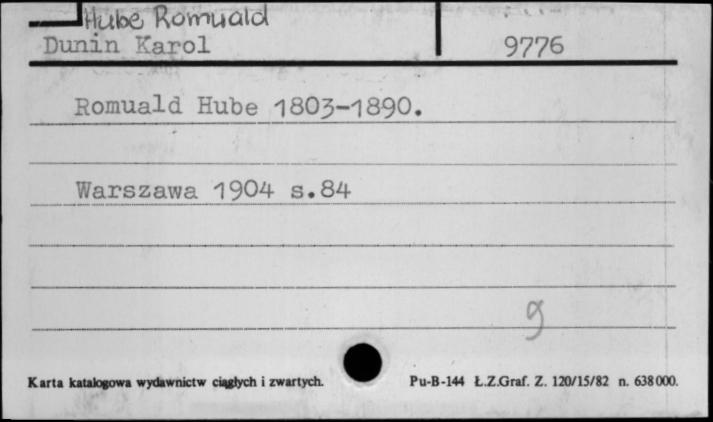 Hube Romuald
Dunin Karol 9776
Romuald Hube 1803-1890.
Warszawa 1904 s.84
g
Karta katalogowa wydawnictw ciągłych i zwartych. Pu-B-144 Ł.Z.Graf. Z. 120/15/82 n. 638000.